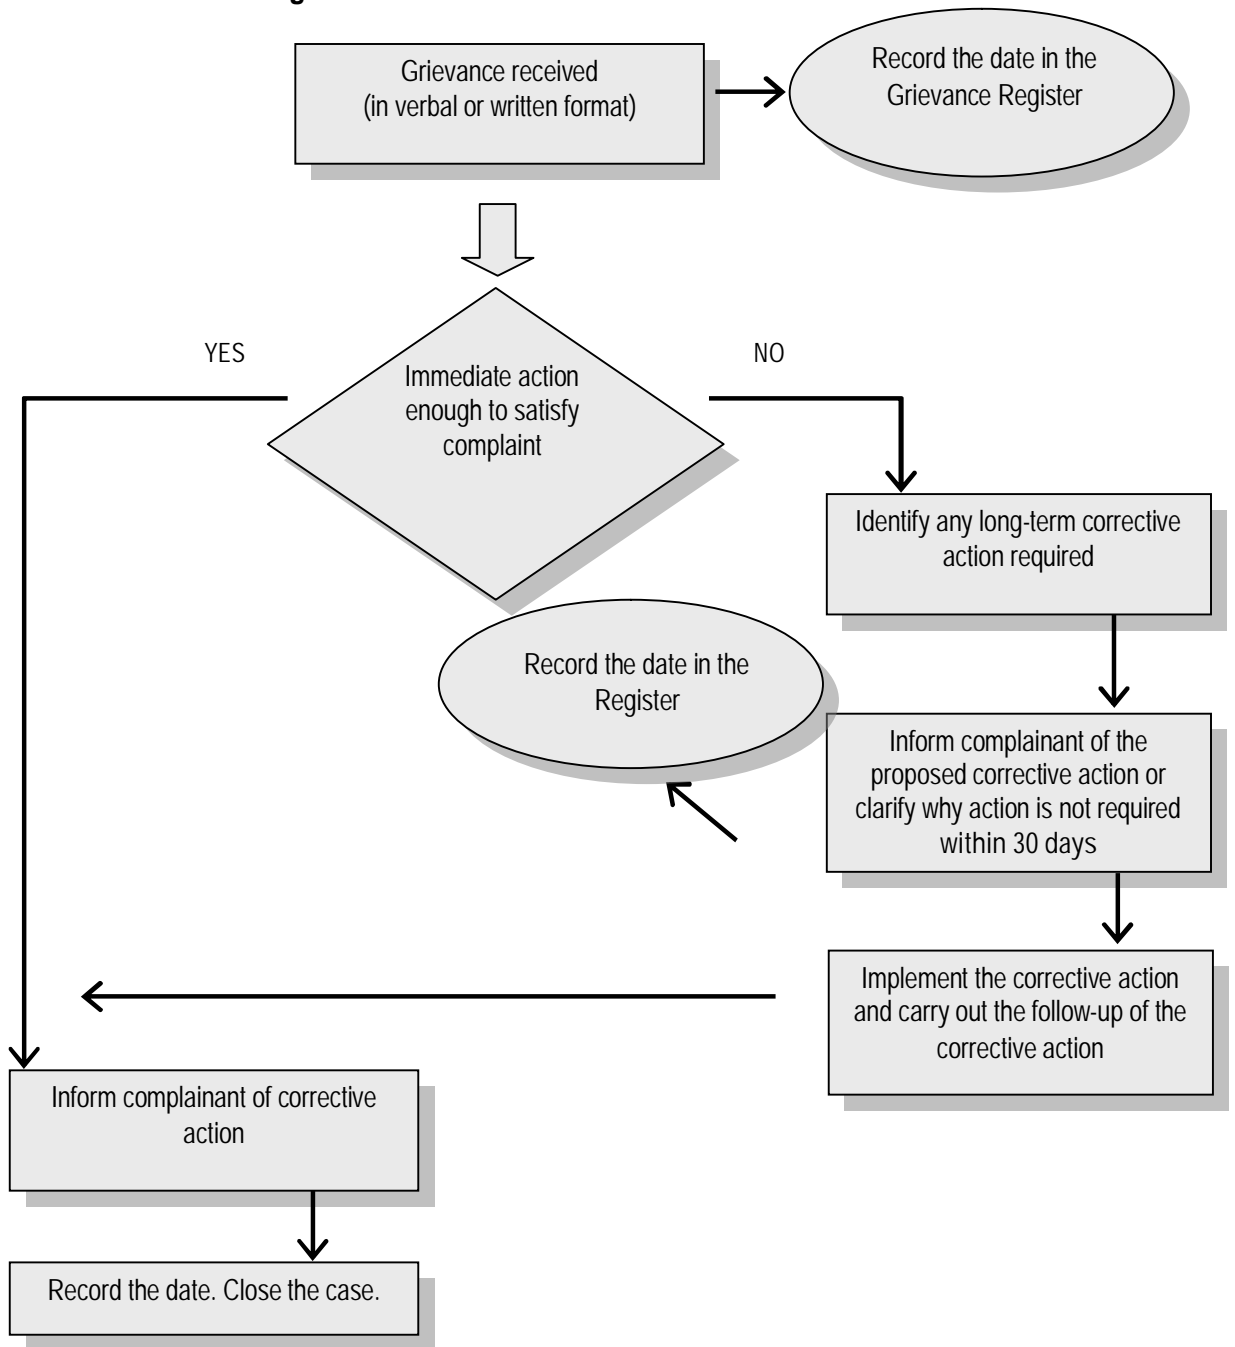 Grievance received
(in verbal or written format)
Record the date in the
Grievance Register
YES
NO
Immediate action
enough to satisfy
complaint
Identify any long-term corrective
action required
Record the date in the
Register
Inform complainant of the
proposed corrective action or
clarify why action is not required
within 30 days
Implement the corrective action
and carry out the follow-up of the
corrective action
Inform complainant of corrective
action
Record the date. Close the case.